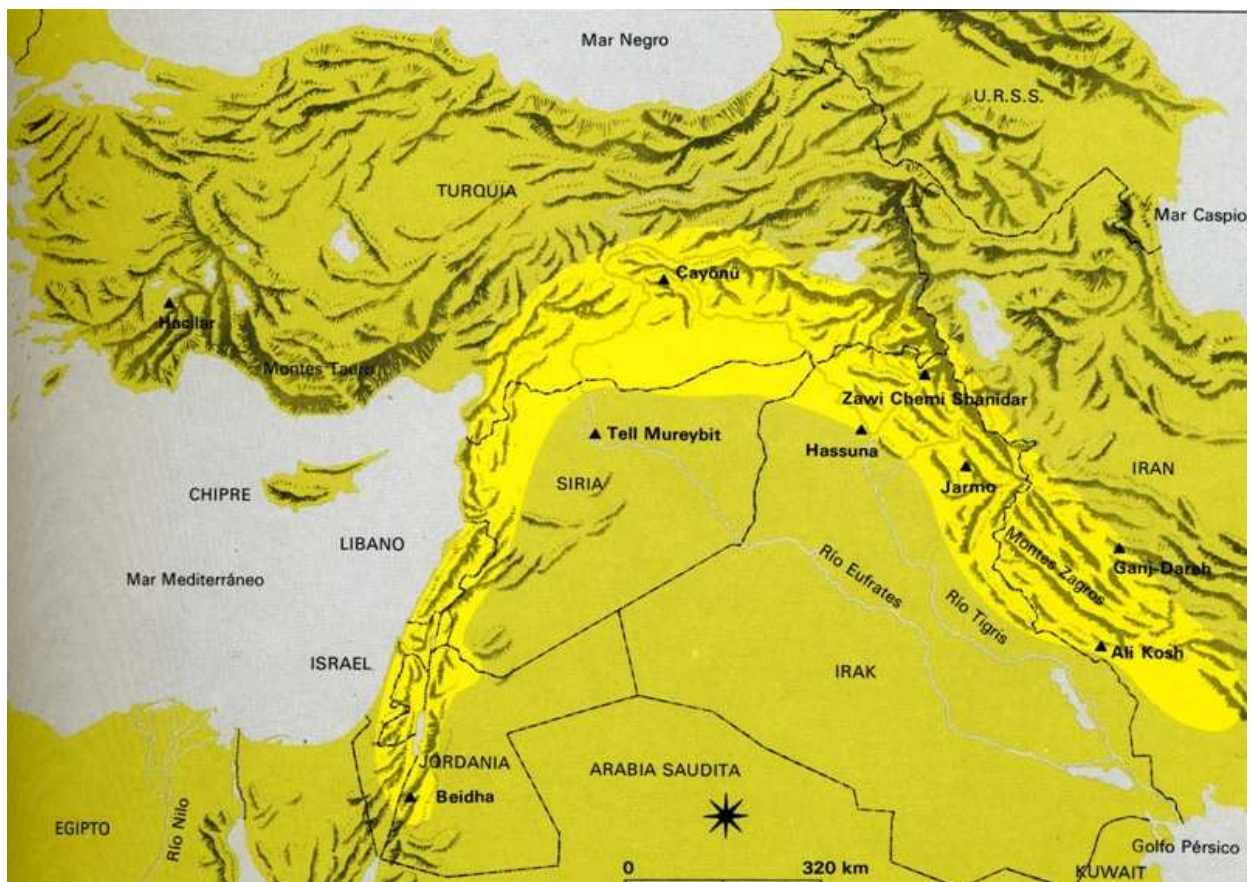 Mar Negro
U.R.S.S.
TURQUIA
Mar Caspio
Cayönü
Hacilar
Montes Tauro
Zawi Chemi Shanidar
Tell Mureybit
Hassuna
IRAN
Jarmo
SIRIA
CHIPRE
LIBANO
Mar Mediterráneo
Río Eufrates
Montes Zagros
Ganj-Dareh
Río Tigris
Ali Kosh
ISRAEL
IRAK
JORDANIA
ARABIA SAUDITA
Beidha
EGIPTO
Río Nilo
Golfo Pérsico
KUWAIT
0 320 km